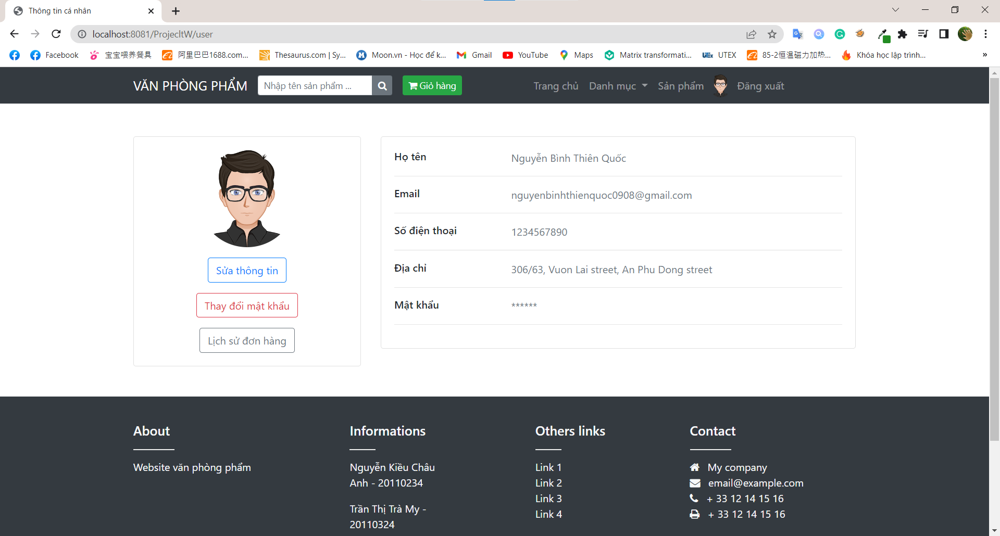 Thông tin cá nhân
localhost:8081/ProjecltW/user
Facebook
宝宝喂养餐具
阿里巴巴1688.com...
Thesaurus.com | Sy...
Moon.vn - Học để k...
Gmail
YouTube
Maps
Matrix transformati...
UEx UTEX
85-2恒温磁力加热...
Khóa học lập trình...
»
VĂN PHÒNG PHẨM
Nhập tên sản phẩm ...
Giỏ hàng
Trang chủ
Danh mục
Sản phẩm
Đăng xuất
Sửa thông tin
Thay đổi mật khẩu
Lịch sử đơn hàng
Họ tên
Nguyễn Bình Thiên Quốc
Email
nguyenbinhthienquoc0908@gmail.com
Số điện thoại
1234567890
Địa chỉ
306/63, Vuon Lai street, An Phu Dong street
Mật khẩu
******
About
Website văn phòng phẩm
Informations
Nguyễn Kiều Châu
Anh - 20110234
Trần Thị Trà My -
20110324
Others links
Link 1
Link 2
Link 3
Link 4
Contact
My company
email@example.com
+ 33 12 14 15 16
+ 33 12 14 15 16